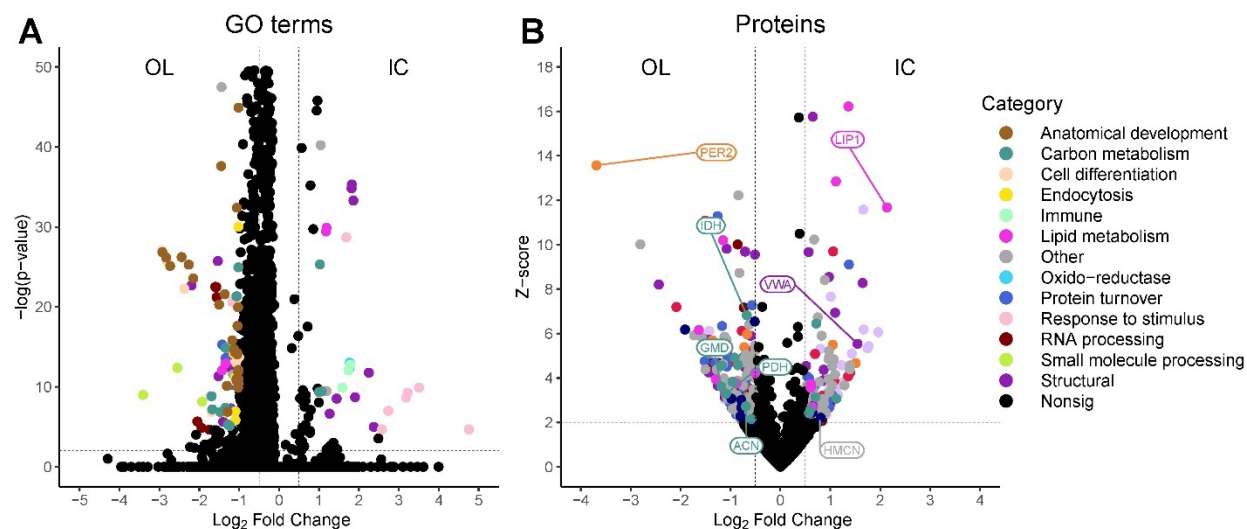 A
GO terms
OL
IC
50
40
30
20
10
0
−log(p-value)
−5 −4 −3 −2 −1 0 1 2 3 4 5
Log2 Fold Change
B
Proteins
OL
IC
18
16
14
12
10
8
6
4
2
0
Z-score
PER2
LIP1
IDH
VWA
GMD
PDH
ACN
HMCN
−4 −3 −2 −1 0 1 2 3 4
Log2 Fold Change
Category
Anatomical development
Carbon metabolism
Cell differentiation
Endocytosis
Immune
Lipid metabolism
Other
Oxido−reductase
Protein turnover
Response to stimulus
RNA processing
Small molecule processing
Structural
Nonsig